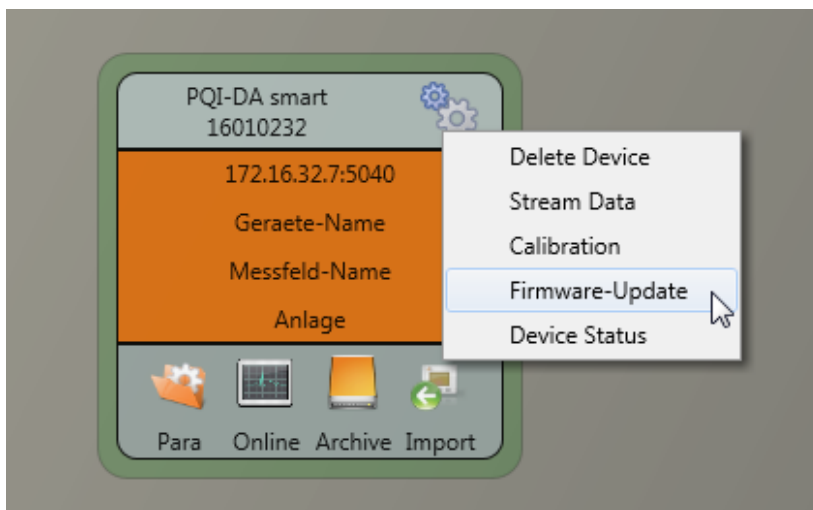 PQI-DA smart
16010232
172.16.32.7:5040
Geraete-Name
Messfeld-Name
Anlage
Para Online Archive Import
Delete Device
Stream Data
Calibration
Firmware-Update
Device Status